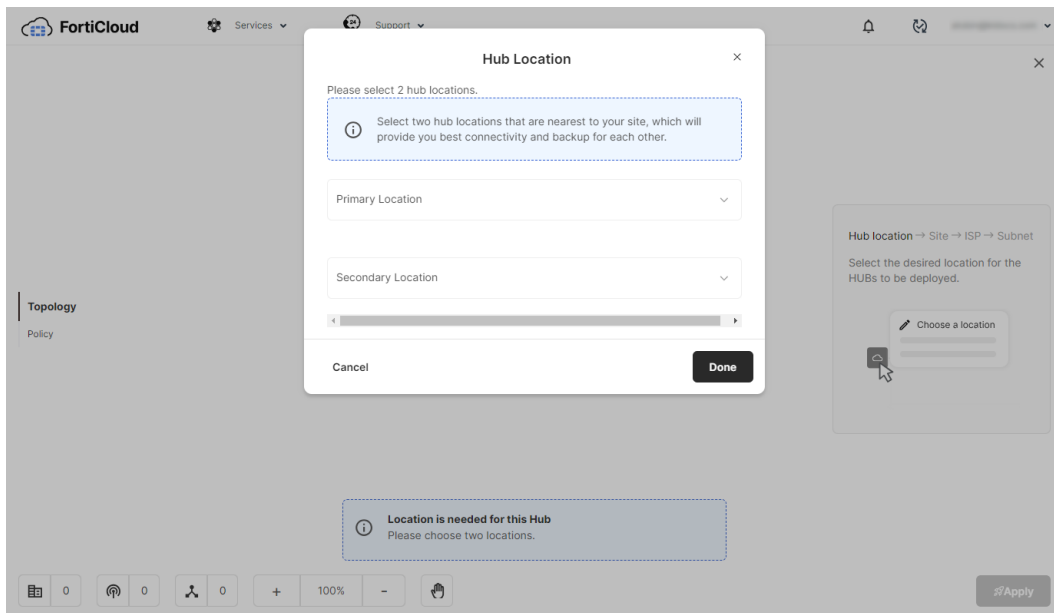 FortiCloud
Services
24
Support
Hub Location
Please select 2 hub locations.
Select two hub locations that are nearest to your site, which will
provide you best connectivity and backup for each other.
Primary Location
Secondary Location
Cancel
Done
Topology
Policy
Hub location → Site → ISP → Subnet
Select the desired location for the
HUBs to be deployed.
Choose a location
Location is needed for this Hub
Please choose two locations.
0
0
0
+
100%
-
Apply